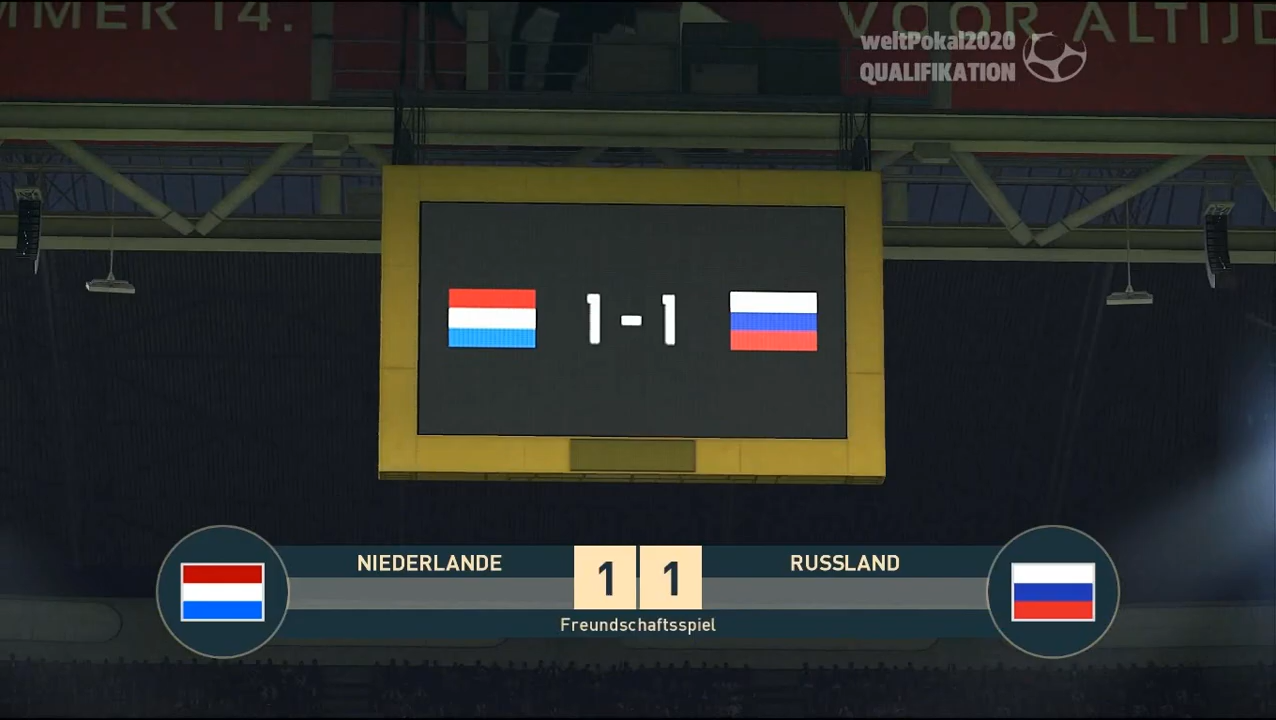 MMER 14.
VOOR ALTIJD
weltPokal2020
QUALIFIKATION
1 - 1
NIEDERLANDE
1 1
RUSSLAND
Freundschaftsspiel